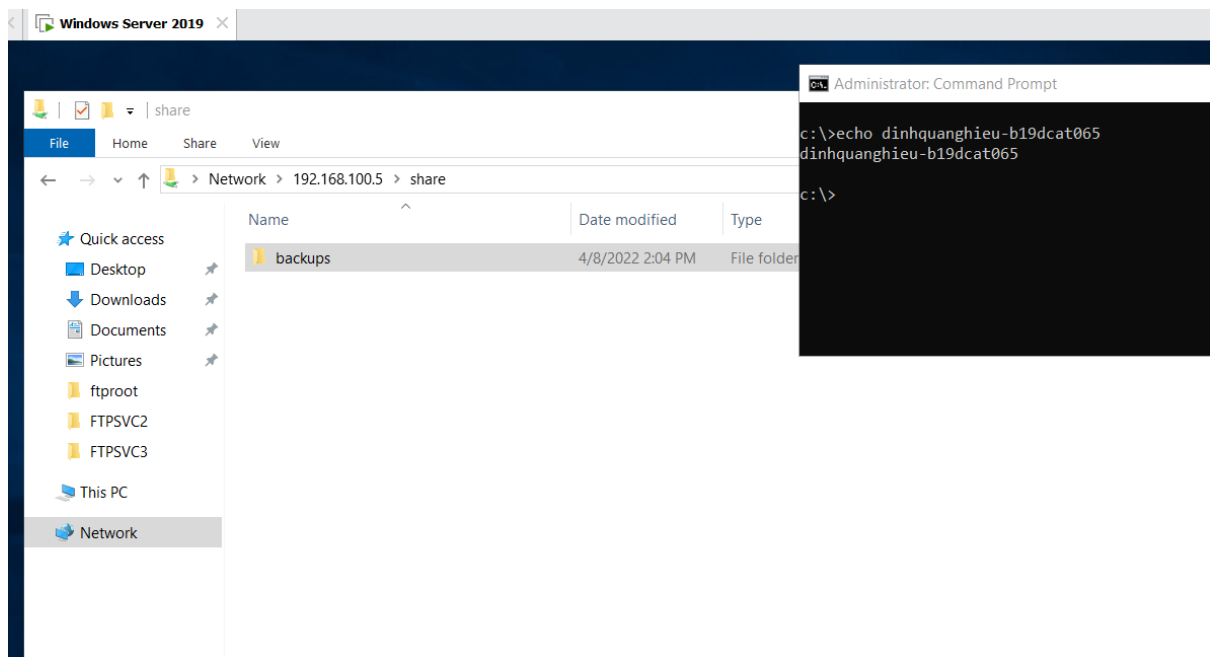 Windows Server 2019
Administrator: Command Prompt
share
File Home Share View
c:\>echo dinhquanghieu-b19dcat065
dinhquanghieu-b19dcat065
c:\>
Network > 192.168.100.5 > share
Name Date modified Type
backups 4/8/2022 2:04 PM File folder
Quick access
Desktop
Downloads
Documents
Pictures
ftproot
FTPSVC2
FTPSVC3
This PC
Network